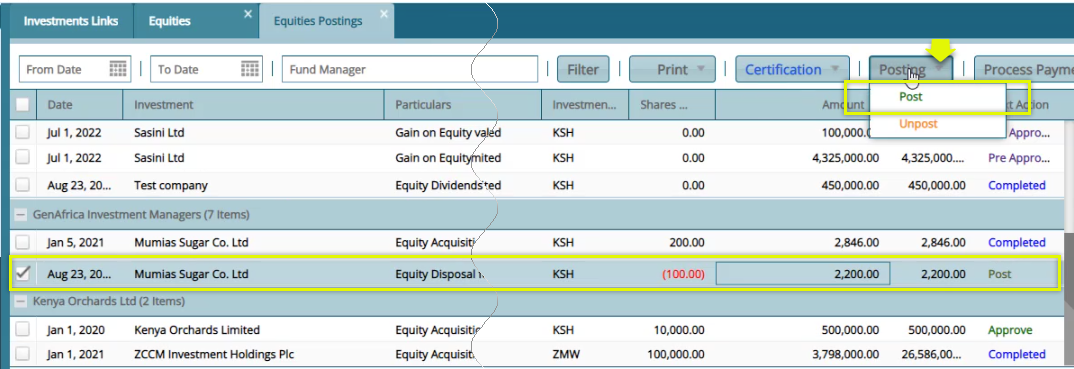 Investments Links Equities × Equities Postings ×
From Date To Date Fund Manager Filter Print Certification Posting Process Payme
Post
Unpost
Date Investment Particulars Investmen... Shares ... Amount t Action
Jul 1, 2022 Sasini Ltd Gain on Equity valed KSH 0.00 100,000.0 Appro...
Jul 1, 2022 Sasini Ltd Gain on Equitymited KSH 0.00 4,325,000.00 4,325,000.... Pre Appro...
Aug 23, 20... Test company Equity Dividendsted KSH 0.00 450,000.00 450,000.00 Completed
GenAfrica Investment Managers (7 Items)
Jan 5, 2021 Mumias Sugar Co. Ltd Equity Acquisiti KSH 200.00 2,846.00 2,846.00 Completed
Aug 23, 20... Mumias Sugar Co. Ltd Equity Disposal KSH (100.00) 2,200.00 2,200.00 Post
Kenya Orchards Ltd (2 Items)
Jan 1, 2020 Kenya Orchards Limited Equity Acquisitic KSH 10,000.00 500,000.00 500,000.00 Approve
Jan 1, 2021 ZCCM Investment Holdings Plc Equity Acquisiti ZMW 100,000.00 3,798,000.00 26,586,00... Completed